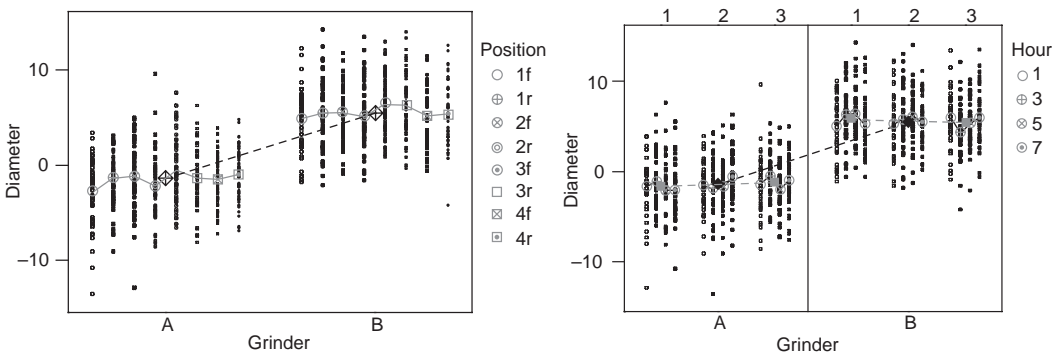 10
0
–10
Diameter
A
B
Grinder
Position
1f
1r
2f
2r
3f
3r
4f
4r
1 2 3 1 2 3
10
0
–10
Diameter
A
B
Grinder
Hour
1
3
5
7